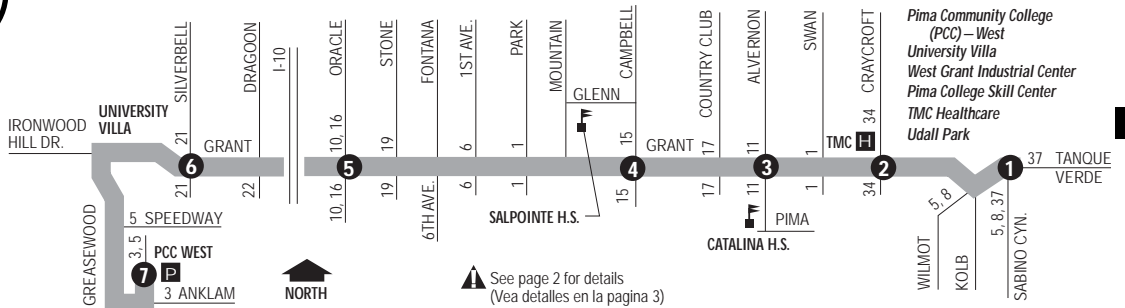 SILVERBELL
DRAGOON
I-10
ORACLE
STONE
FONTANA
1ST AVE.
PARK
MOUNTAIN
CAMPBELL
COUNTRY CLUB
ALVERNON
SWAN
CRAYCROFT
Pima Community College
(PCC) – West
University Villa
West Grant Industrial Center
Pima College Skill Center
TMC Healthcare
Udall Park
UNIVERSITY
VILLA
IRONWOOD
HILL DR.
GLENN
21
GRANT
10, 16
19
6
1
15
GRANT
17
11
1
TMC H
34
6
5
4
3
2
1
37 TANQUE
VERDE
21
22
10, 16
19
6TH AVE.
6
1
15
17
11
1
34
5, 8
5, 8, 37
SALPOINTE H.S.
PIMA
CATALINA H.S.
WILMOT
KOLB
SABINO CYN.
GREASEWOOD
5 SPEEDWAY
3, 5
PCC WEST
7 P
3 ANKLAM
NORTH
See page 2 for details
(Vea detalles en la pagina 3)